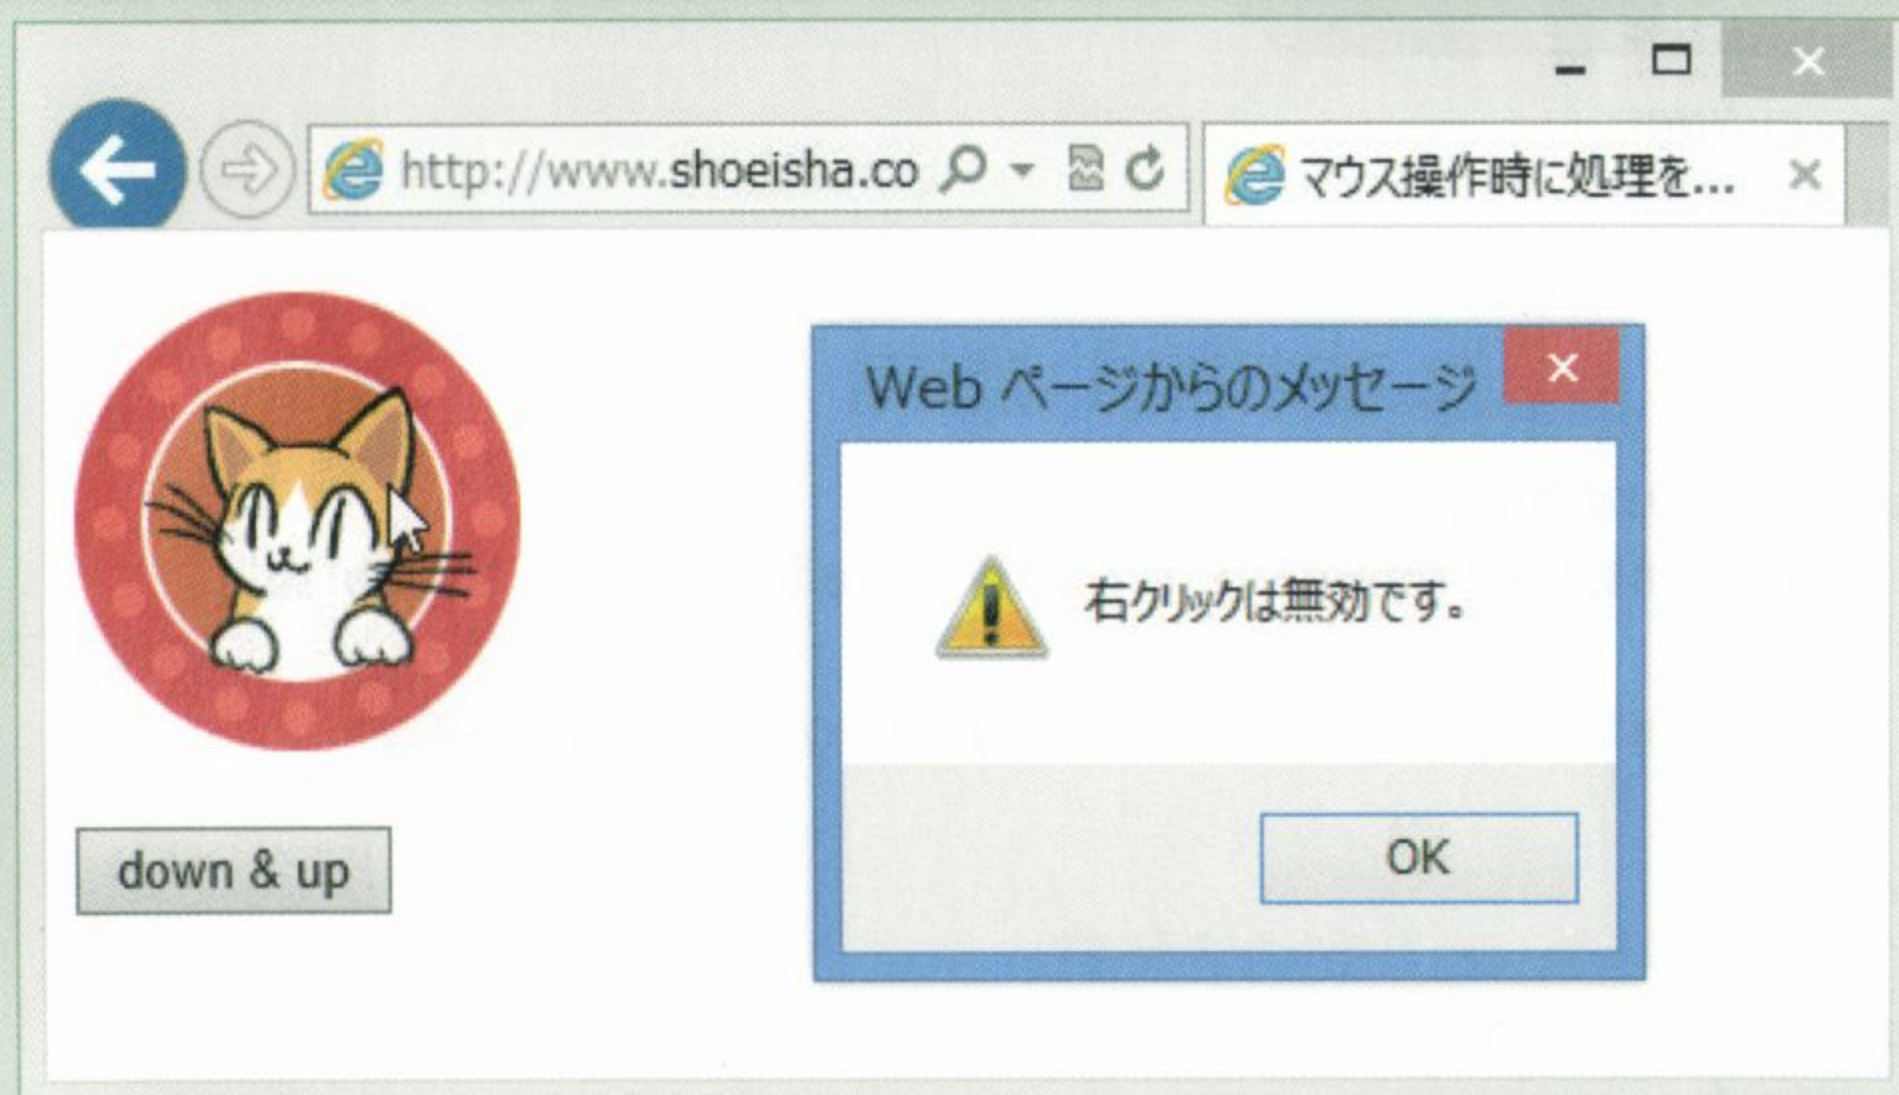 http://www.shoeisha.co
マウス操作時に処理を...
Web ページからのメッセージ
右クリックは無効です。
OK
down & up